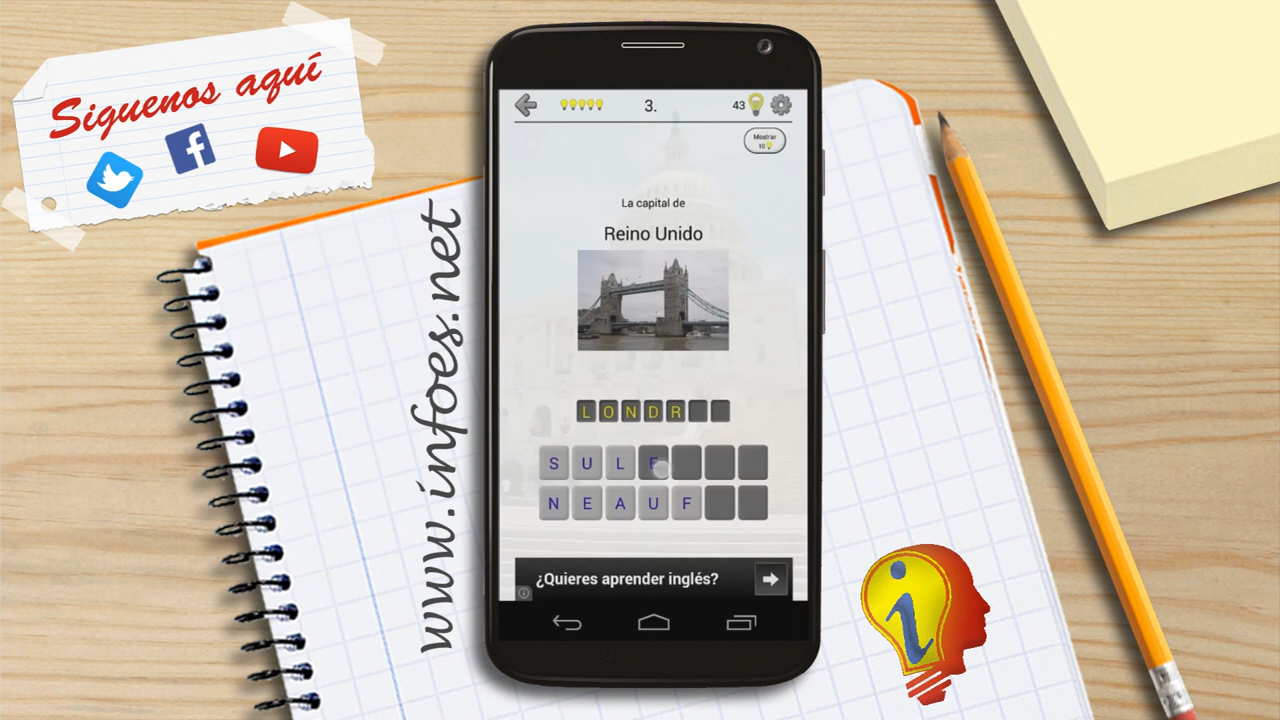 Siguenos aquí
www.infoes.net
3.
43
Mostrar
10
La capital de
Reino Unido
L O N D R
S U L E
N E A U F
¿Quieres aprender inglés?